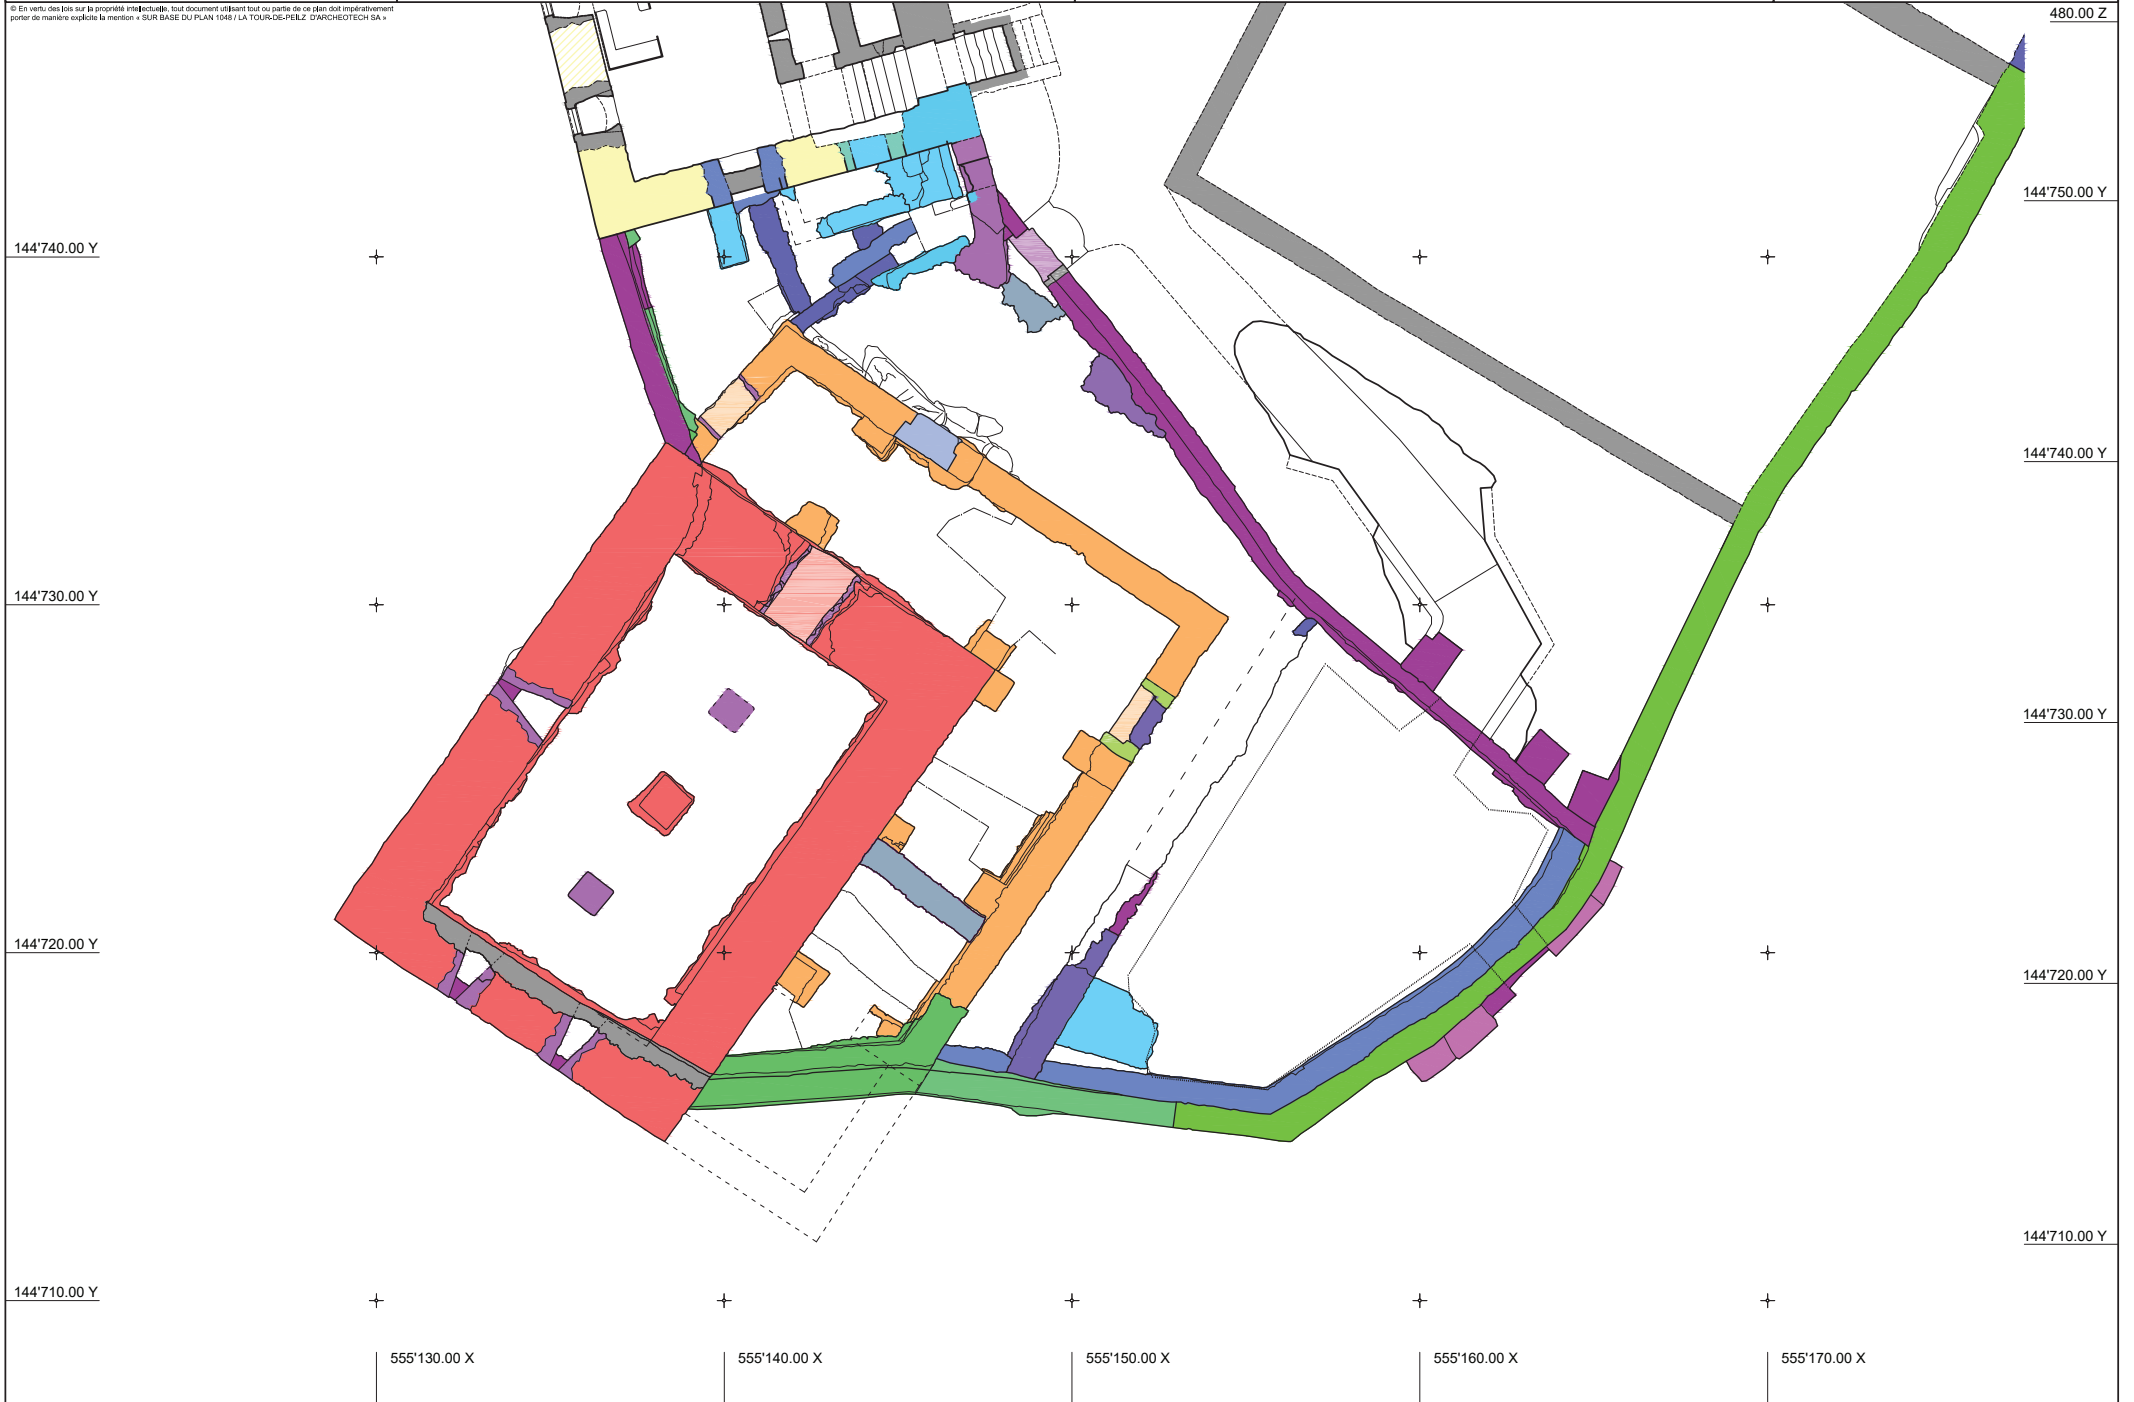 © En vertu des lois sur la propriété intellectuelle, tout document utilisant tout ou partie de ce plan doit impérativement
porter de manière explicite la mention « SUR BASE DU PLAN 1048 / LA TOUR-DE-PEILZ D'ARCHEOTECH SA »
480.00 Z
144'750.00 Y
144'740.00 Y
144'740.00 Y
144'730.00 Y
144'730.00 Y
144'720.00 Y
144'720.00 Y
144'710.00 Y
144'710.00 Y
555'130.00 X
555'140.00 X
555'150.00 X
555'160.00 X
555'170.00 X